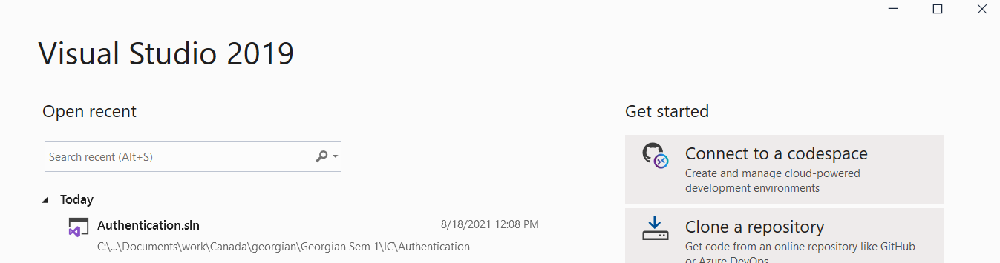 Visual Studio 2019
Open recent
Search recent (Alt+S)
Today
Authentication.sln 8/18/2021 12:08 PM
C:\...\Documents\work\Canada\georgian\Georgian Sem 1\IC\Authentication
Get started
Connect to a codespace
Create and manage cloud-powered
development environments
Clone a repository
Get code from an online repository like GitHub
or Azure DevOps